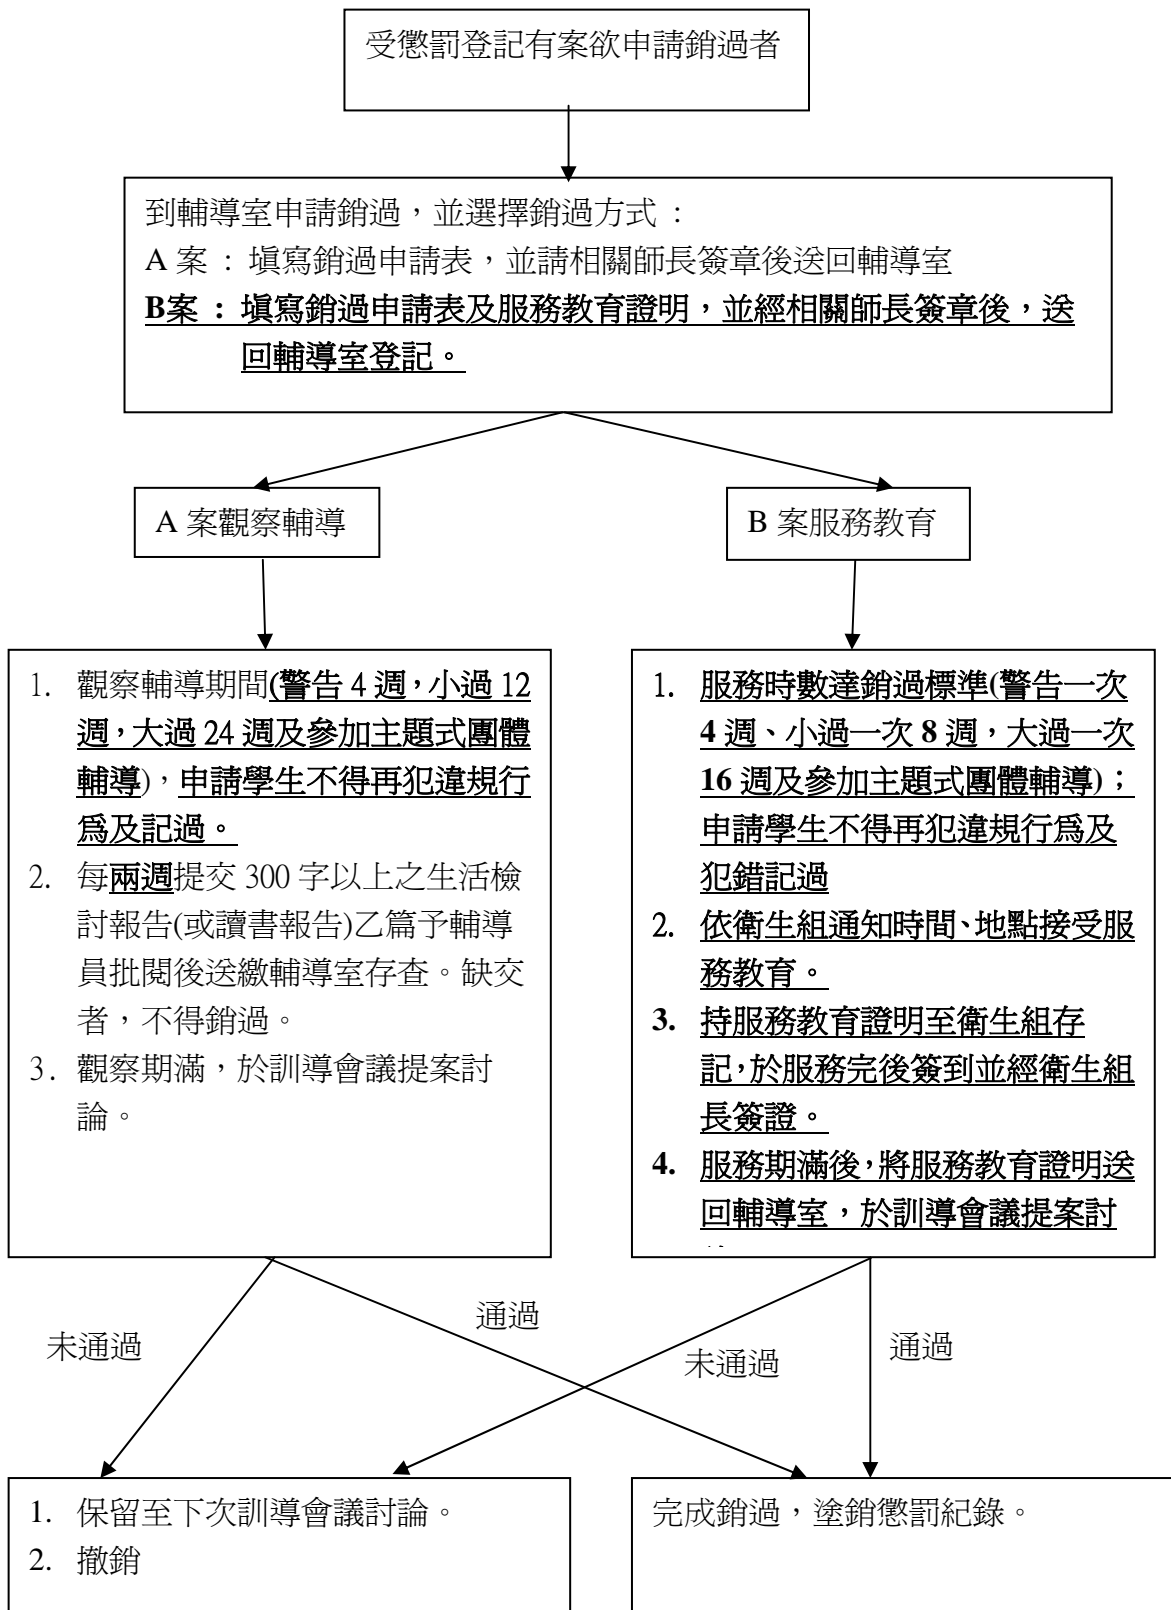 受懲罰登記有案欲申請銷過者
到輔導室申請銷過，並選擇銷過方式：
A 案：填寫銷過申請表，並請相關師長簽章後送回輔導室
B案：填寫銷過申請表及服務教育證明，並經相關師長簽章後，送
回輔導室登記。
A 案觀察輔導
B 案服務教育
1. 觀察輔導期間(警告 4 週，小過 12
週，大過 24 週及參加主題式團體
輔導)，申請學生不得再犯違規行
為及記過。
2. 每兩週提交 300 字以上之生活檢
討報告(或讀書報告)乙篇予輔導
員批閱後送繳輔導室存查。缺交
者，不得銷過。
3. 觀察期滿，於訓導會議提案討
論。
1. 服務時數達銷過標準(警告一次
4 週、小過一次 8 週，大過一次
16 週及參加主題式團體輔導)；
申請學生不得再犯違規行為及
犯錯記過
2. 依衛生組通知時間、地點接受服
務教育。
3. 持服務教育證明至衛生組存
記，於服務完後簽到並經衛生組
長簽證。
4. 服務期滿後，將服務教育證明送
回輔導室，於訓導會議提案討
未通過
通過
未通過
通過
1. 保留至下次訓導會議討論。
2. 撤銷
完成銷過，塗銷懲罰紀錄。